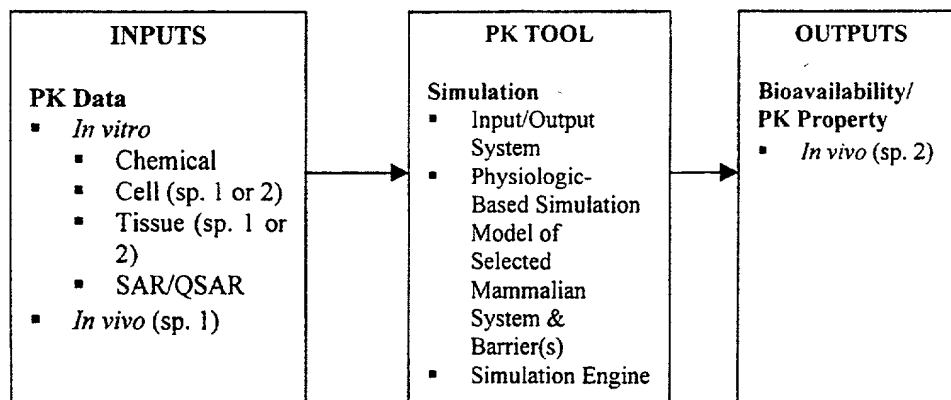 INPUTS
PK Data
▪ In vitro
▪ Chemical
▪ Cell (sp. 1 or 2)
▪ Tissue (sp. 1 or
2)
▪ SAR/QSAR
▪ In vivo (sp. 1)
PK TOOL
Simulation
▪ Input/Output
System
▪ Physiologic-
Based Simulation
Model of
Selected
Mammalian
System &
Barrier(s)
▪ Simulation Engine
OUTPUTS
Bioavailability/
PK Property
▪ In vivo (sp. 2)